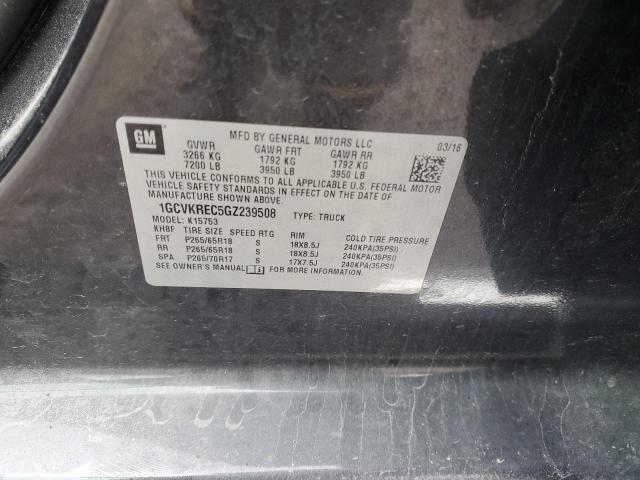 GM
MFD BY GENERAL MOTORS LLC
03/16
GVWR GAWR FRT GAWR RR
3266 KG 1792 KG 1792 KG
7200 LB 3950 LB 3950 LB
THIS VEHICLE CONFORMS TO ALL APPLICABLE U.S. FEDERAL MOTOR
VEHICLE SAFETY STANDARDS IN EFFECT ON THE DATE OF
MANUFACTURE SHOWN ABOVE.
1GCVKREC5GZ239508 TYPE: TRUCK
MODEL: K15753
KHBF TIRE SIZE SPEED RTG RIM COLD TIRE PRESSURE
FRT P265/65R18 S 18X8.5J 240KPA(35PSI)
RR P265/65R18 S 18X8.5J 240KPA(35PSI)
SPA P265/70R17 S 17X7.5J 240KPA(35PSI)
SEE OWNER'S MANUAL i FOR MORE INFORMATION.